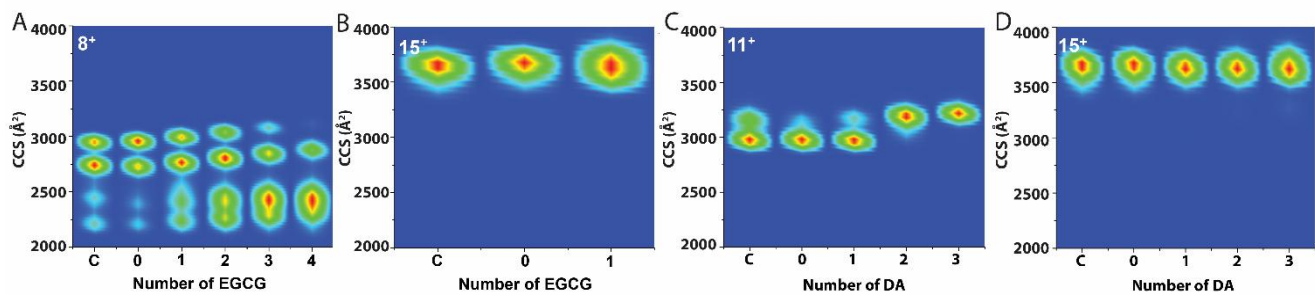 A
8+
4000
3500
3000
2500
2000
CCS (Å²)
C 0 1 2 3 4
Number of EGCG
B
15+
4000
3500
3000
2500
2000
CCS (Å²)
C 0 1
Number of EGCG
C
11+
4000
3500
3000
2500
2000
CCS (Å²)
C 0 1 2 3
Number of DA
D
15+
4000
3500
3000
2500
2000
CCS (Å²)
C 0 1 2 3
Number of DA